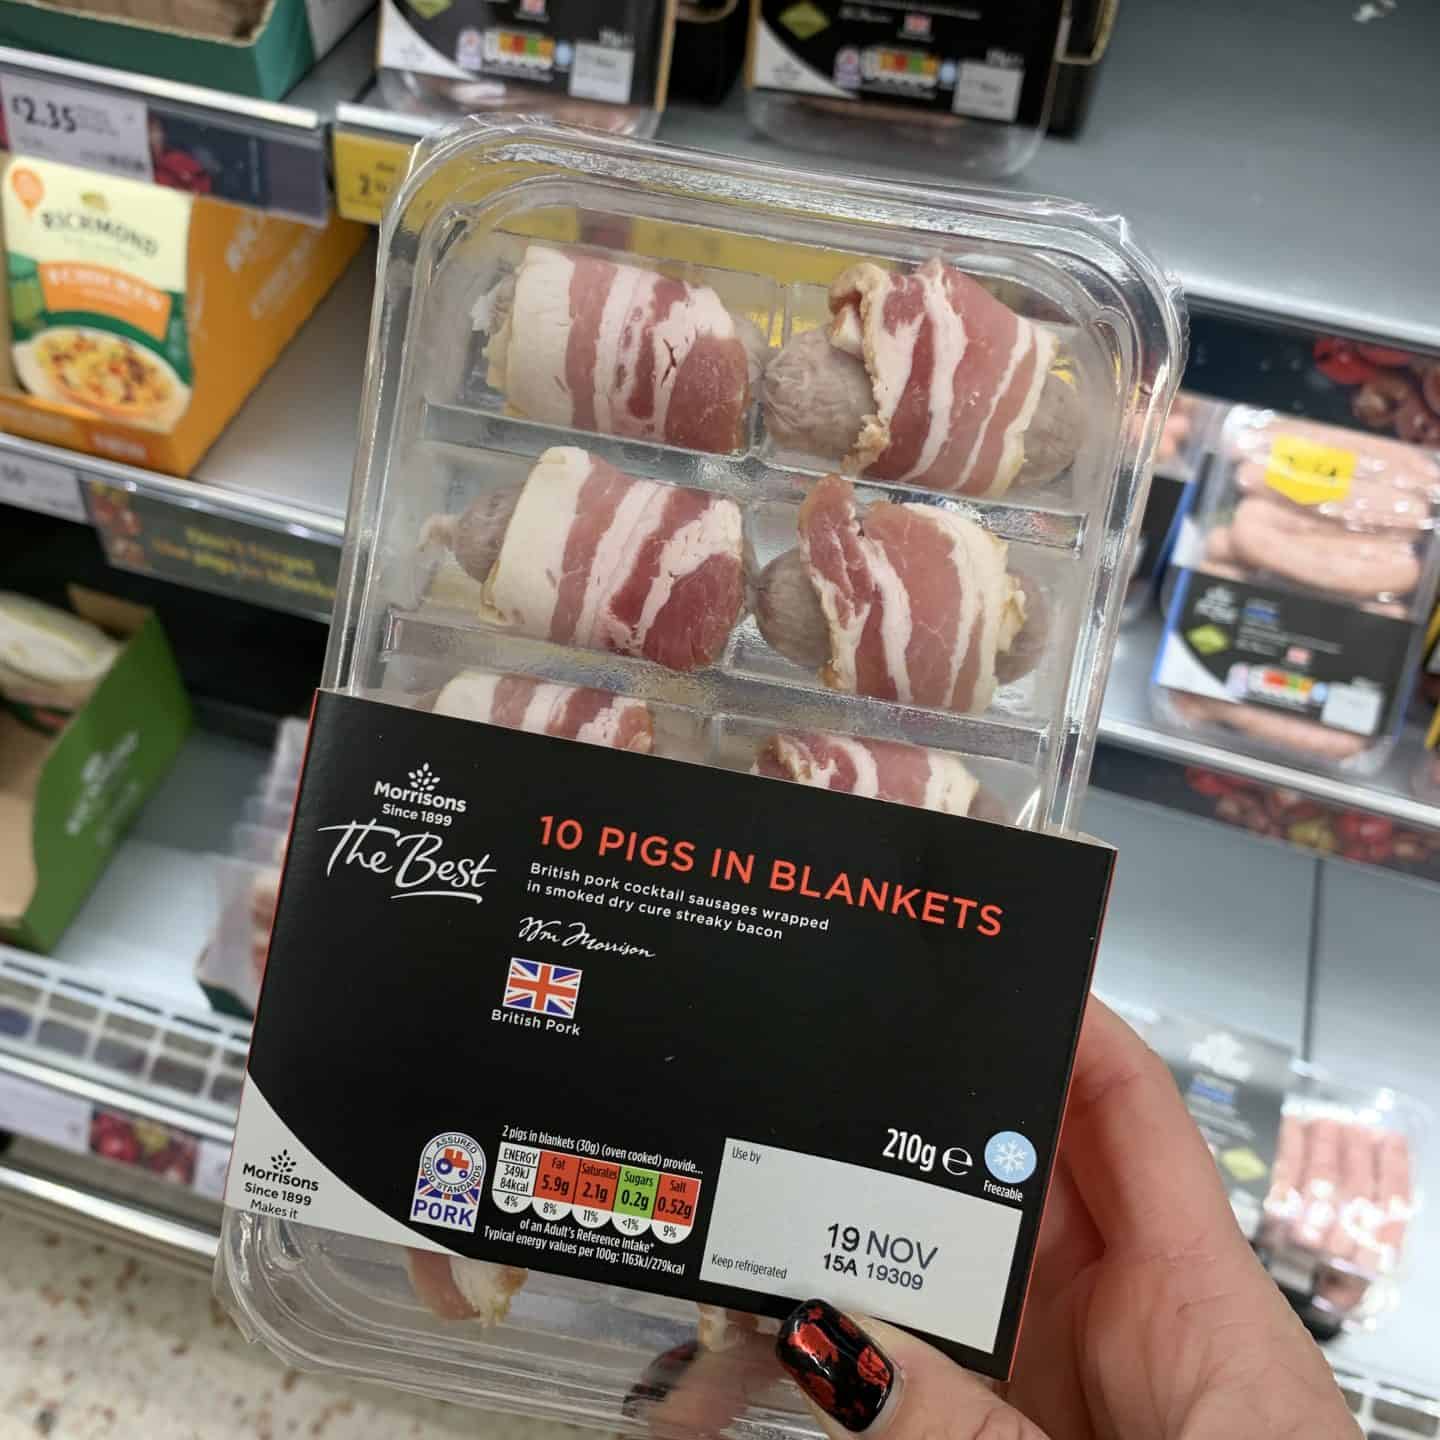 £2.35
RICHMOND
Morrisons
Since 1899
The Best
10 PIGS IN BLANKETS
British pork cocktail sausages wrapped
in smoked dry cure streaky bacon
Wm Morrison
British Pork
Morrisons
Since 1899
Makes it
ASSURED
FOOD STANDARDS
PORK
2 pigs in blankets (30g) (oven cooked) provide...
ENERGY Fat Saturates Sugars Salt
349kJ 84kcal 5.9g 2.1g 0.2g 0.52g
4% 8% 11% <1% 9%
of an Adult's Reference Intake*
Typical energy values per 100g: 1163kJ/279kcal
210g e
Freezable
Use by
19 NOV
15A 19309
Keep refrigerated